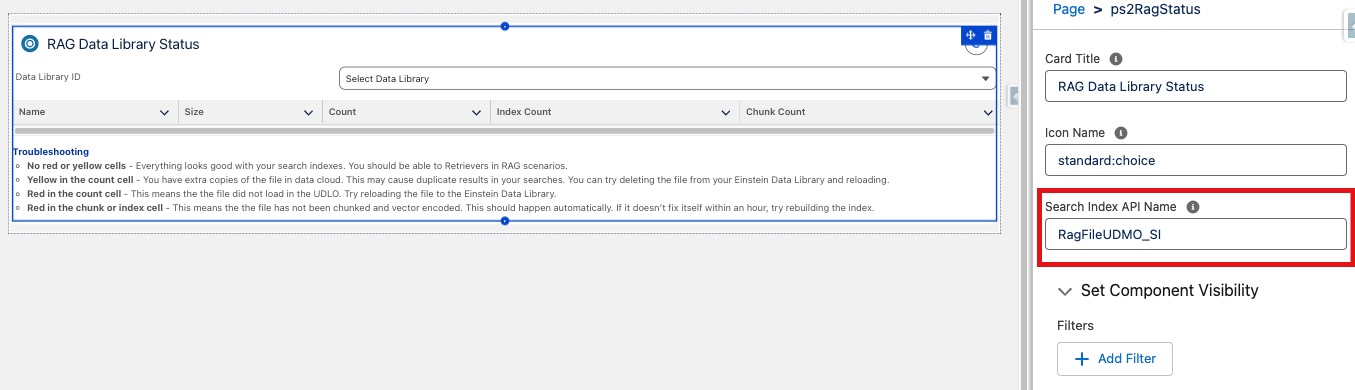 RAG Data Library Status
Data Library ID
Select Data Library
Name Size Count Index Count Chunk Count
Troubleshooting
No red or yellow cells - Everything looks good with your search indexes. You should be able to Retrievers in RAG scenarios.
Yellow in the count cell - You have extra copies of the file in data cloud. This may cause duplicate results in your searches. You can try deleting the file from your Einstein Data Library and reloading.
Red in the count cell - This means the the file did not load in the UDLO. Try reloading the file to the Einstein Data Library.
Red in the chunk or index cell - This means the the file has not been chunked and vector encoded. This should happen automatically. If it doesn't fix itself within an hour, try rebuilding the index.
Page > ps2RagStatus
Card Title
RAG Data Library Status
Icon Name
standard:choice
Search Index API Name
RagFileUDMO_SI
Set Component Visibility
Filters
+ Add Filter